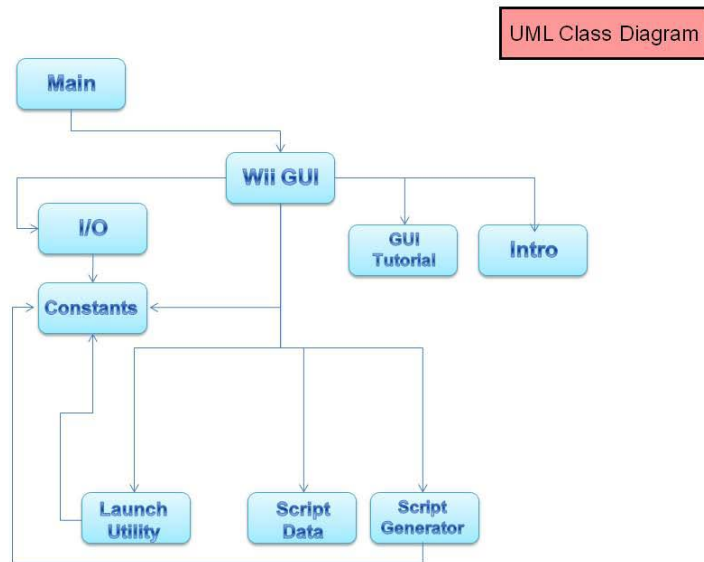 UML Class Diagram
Main
Wii GUI
I/O
GUI
Tutorial
Intro
Constants
Launch
Utility
Script
Data
Script
Generator